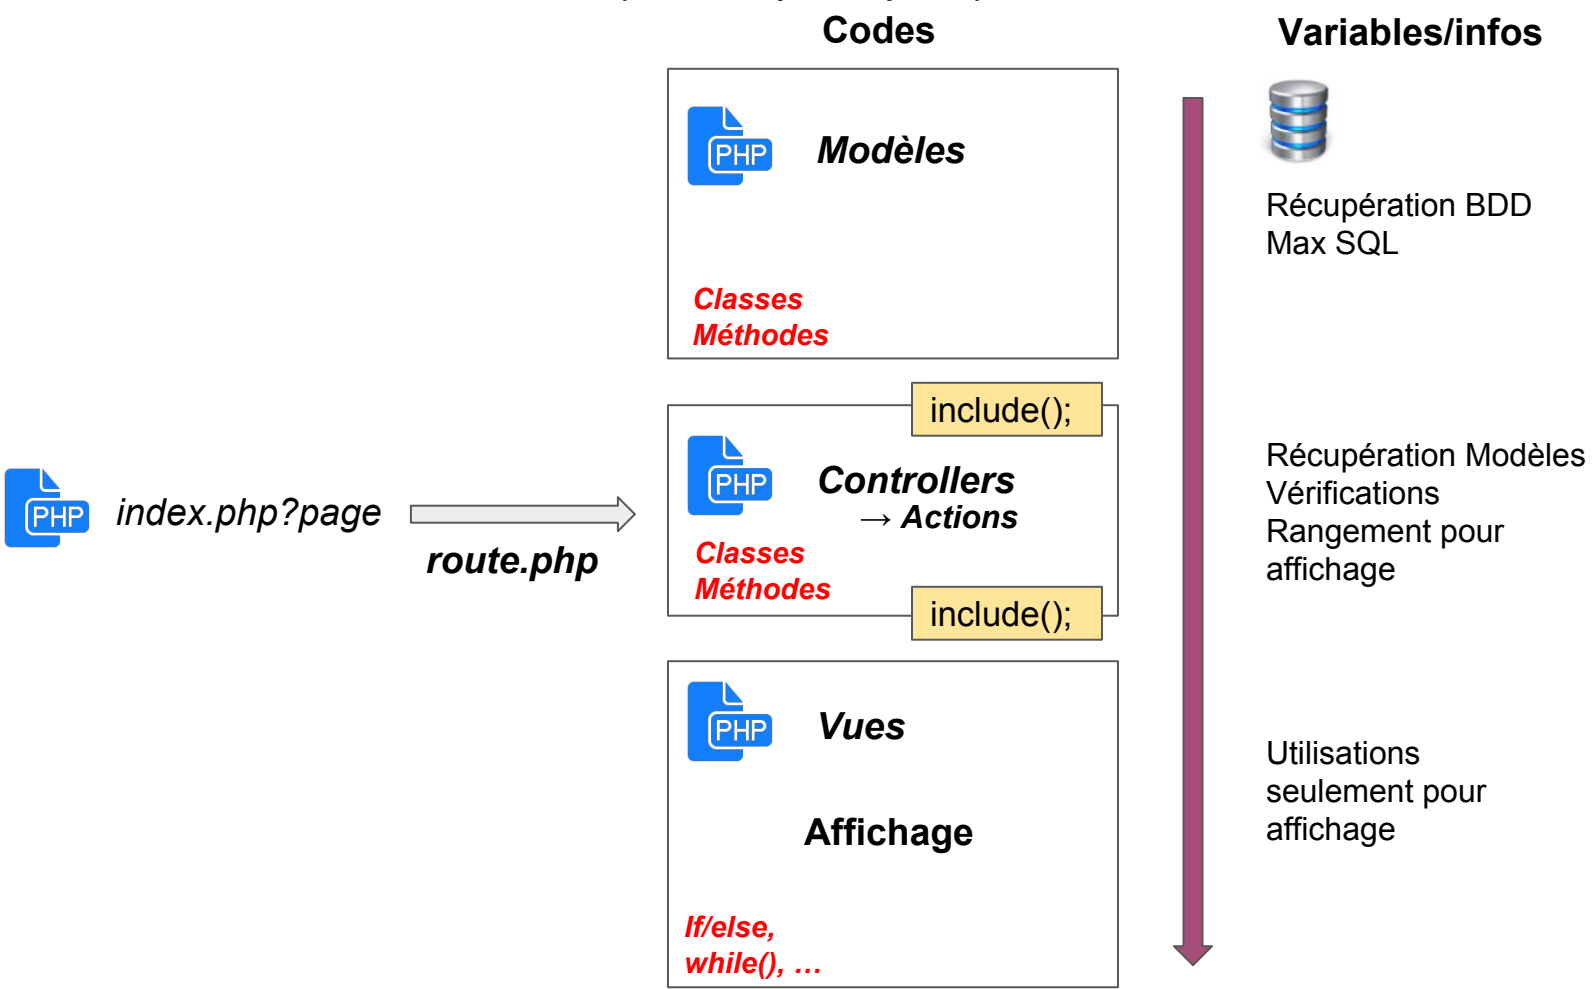 Codes
Variables/infos
PHP
Modèles
Récupération BDD
Max SQL
Classes
Méthodes
include();
PHP
index.php?page
route.php
PHP
Controllers
→ Actions
Classes
Méthodes
include();
Récupération Modèles
Vérifications
Rangement pour
affichage
PHP
Vues
Affichage
If/else,
while(), …
Utilisations
seulement pour
affichage